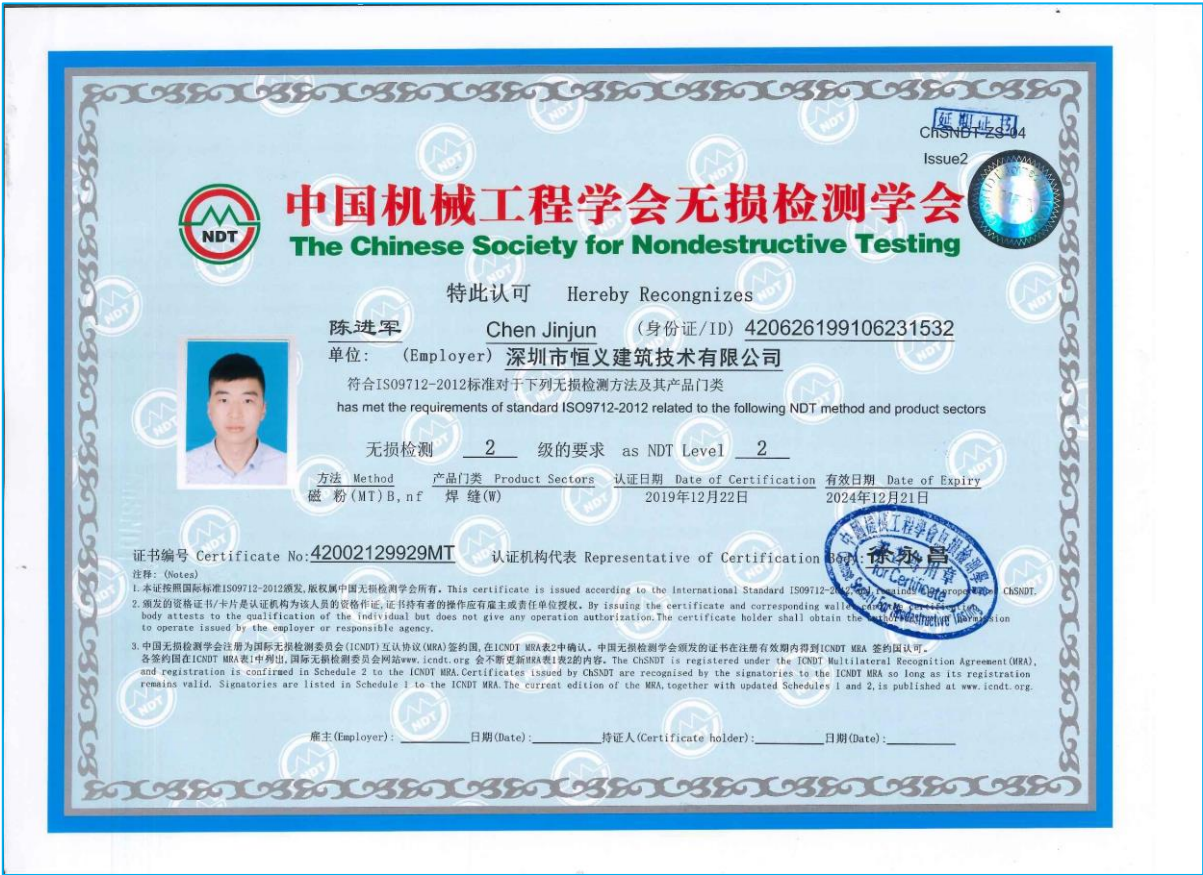 延期证书
ChSNDT-ZS-04
Issue2
NDT
中国机械工程学会无损检测学会
The Chinese Society for Nondestructive Testing
特此认可 Hereby Recongnizes
陈进军 Chen Jinjun (身份证/ID) 420626199106231532
单位: (Employer) 深圳市恒义建筑技术有限公司
符合ISO9712-2012标准对于下列无损检测方法及其产品门类
has met the requirements of standard ISO9712-2012 related to the following NDT method and product sectors
无损检测 2 级的要求 as NDT Level 2
方法 Method 产品门类 Product Sectors 认证日期 Date of Certification 有效日期 Date of Expiry
磁 粉(MT)B,nf 焊 缝(W) 2019年12月22日 2024年12月21日
证书编号 Certificate No:42002129929MT 认证机构代表 Representative of Certification Body: 徐永昌
注释: (Notes)
1.本证按照国际标准ISO9712-2012颁发,版权属中国无损检测学会所有。This certificate is issued according to the International Standard ISO9712-2012, and remains the property of ChSNDT.
2.颁发的资格证书/卡片是认证机构为该人员的资格作证,证书持有者的操作应有雇主或责任单位授权。By issuing the certificate and corresponding wallet
body attests to the qualification of the individual but does not give any operation autorization.The certificate holder shall obtain the
to operate issued by the employer or responsible agency.
3.中国无损检测学会注册为国际无损检测委员会(ICNDT)互认协议(MRA)签约国,在ICNDT MRA表2中确认。中国无损检测学会颁发的证书在注册有效期内得到ICNDT MRA 签约国认可。
各签约国在ICNDT MRA表1中列出,国际无损检测委员会网站www.icndt.org 会不断更新MRA表1表2的内容。The ChSNDT is registered under the ICNDT Multilateral Recognition Agreement(MRA),
and registration is confirmed in Schedule 2 to the ICNDT MRA.Certificates issued by ChSNDT are recognised by the signatories to the ICNDT MRA so long as its registration
remains valid. Signatories are listed in Schedule 1 to the ICNDT MRA.The current edition of the MRA,together with updated Schedules 1 and 2,is published at www.icndt.org.
雇主(Employer): 日期(Date): 持证人(Certificate holder): 日期(Date):